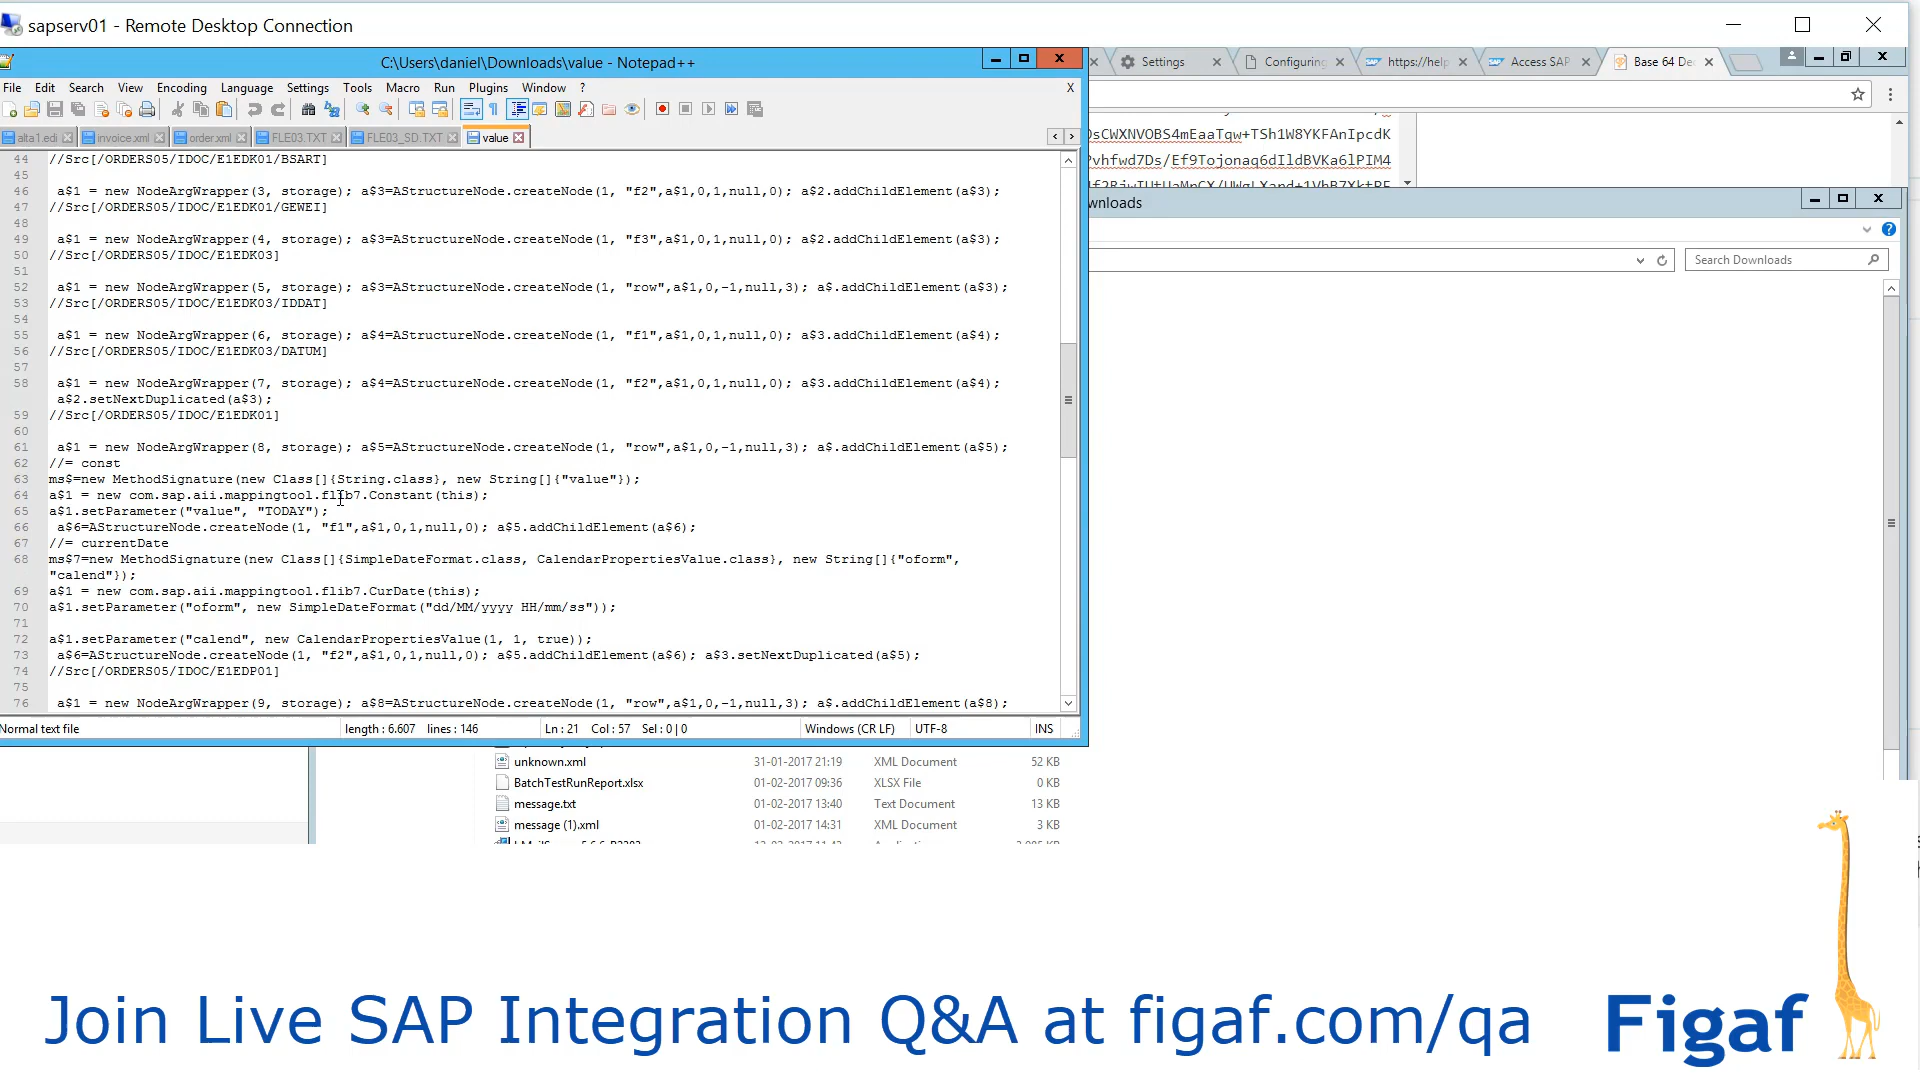 sapserv01 - Remote Desktop Connection
C:\Users\daniel\Downloads\value - Notepad++
Settings
Configuring
https://help
Access SAP
Base 64 De
File Edit Search View Encoding Language Settings Tools Macro Run Plugins Window ? X
alta1.edi invoice.xml order.xml FLE03.TXT FLE03_SD.TXT value
44 //Src[/ORDERS05/IDOC/E1EDK01/BSART]
45
46 a$1 = new NodeArgWrapper(3, storage); a$3=AStructureNode.createNode(1, "f2",a$1,0,1,null,0); a$2.addChildElement(a$3);
47 //Src[/ORDERS05/IDOC/E1EDK01/GEWEI]
48
49 a$1 = new NodeArgWrapper(4, storage); a$3=AStructureNode.createNode(1, "f3",a$1,0,1,null,0); a$2.addChildElement(a$3);
50 //Src[/ORDERS05/IDOC/E1EDK03]
51
52 a$1 = new NodeArgWrapper(5, storage); a$3=AStructureNode.createNode(1, "row",a$1,0,-1,null,3); a$.addChildElement(a$3);
53 //Src[/ORDERS05/IDOC/E1EDK03/IDDAT]
54
55 a$1 = new NodeArgWrapper(6, storage); a$4=AStructureNode.createNode(1, "f1",a$1,0,1,null,0); a$3.addChildElement(a$4);
56 //Src[/ORDERS05/IDOC/E1EDK03/DATUM]
57
58 a$1 = new NodeArgWrapper(7, storage); a$4=AStructureNode.createNode(1, "f2",a$1,0,1,null,0); a$3.addChildElement(a$4);
a$2.setNextDuplicated(a$3);
59 //Src[/ORDERS05/IDOC/E1EDK01]
60
61 a$1 = new NodeArgWrapper(8, storage); a$5=AStructureNode.createNode(1, "row",a$1,0,-1,null,3); a$.addChildElement(a$5);
62 //= const
63 ms$=new MethodSignature(new Class[]{String.class}, new String[]{"value"});
64 a$1 = new com.sap.aii.mappingtool.flib7.Constant(this);
65 a$1.setParameter("value", "TODAY");
66 a$6=AStructureNode.createNode(1, "f1",a$1,0,1,null,0); a$5.addChildElement(a$6);
67 //= currentDate
68 ms$7=new MethodSignature(new Class[]{SimpleDateFormat.class, CalendarPropertiesValue.class}, new String[]{"oform",
"calend"});
69 a$1 = new com.sap.aii.mappingtool.flib7.CurDate(this);
70 a$1.setParameter("oform", new SimpleDateFormat("dd/MM/yyyy HH/mm/ss"));
71
72 a$1.setParameter("calend", new CalendarPropertiesValue(1, 1, true));
73 a$6=AStructureNode.createNode(1, "f2",a$1,0,1,null,0); a$5.addChildElement(a$6); a$3.setNextDuplicated(a$5);
74 //Src[/ORDERS05/IDOC/E1EDP01]
75
76 a$1 = new NodeArgWrapper(9, storage); a$8=AStructureNode.createNode(1, "row",a$1,0,-1,null,3); a$.addChildElement(a$8);
Normal text file length : 6.607 lines : 146 Ln : 21 Col : 57 Sel : 0 | 0 Windows (CR LF) UTF-8 INS
sCWXNVOBS4mEaaTqw+TSh1W8YKFAnIpcdK
vhfwd7Ds/Ef9Tojonaq6dIldBVKa6lPIM4
wnloads
Search Downloads
unknown.xml 31-01-2017 21:19 XML Document 52 KB
BatchTestRunReport.xlsx 01-02-2017 09:36 XLSX File 0 KB
message.txt 01-02-2017 13:40 Text Document 13 KB
message (1).xml 01-02-2017 14:31 XML Document 3 KB
Join Live SAP Integration Q&A at figaf.com/qa
Figaf